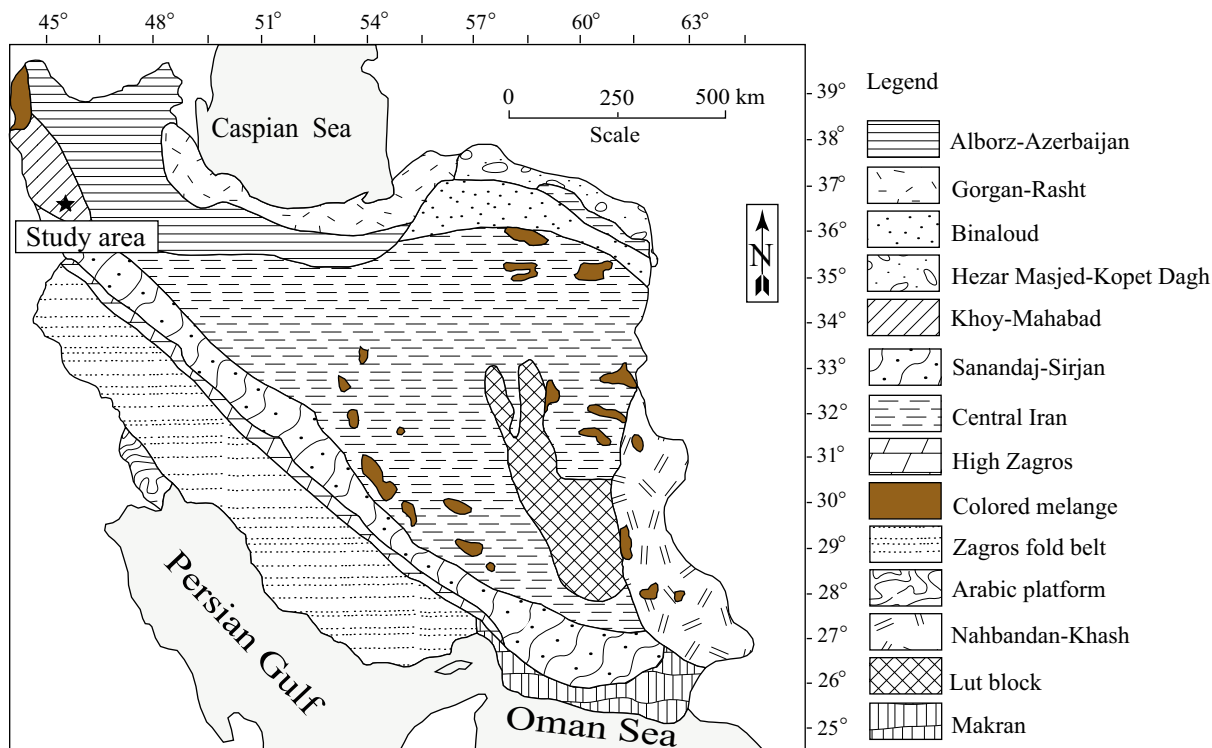 45° 48° 51° 54° 57° 60° 63°
39°
38°
37°
36°
35°
34°
33°
32°
31°
30°
29°
28°
27°
26°
25°
Caspian Sea
0 250 500 km
Scale
N
Study area
Persian Gulf
Oman Sea
Legend
Alborz-Azerbaijan
Gorgan-Rasht
Binaloud
Hezar Masjed-Kopet Dagh
Khoy-Mahabad
Sanandaj-Sirjan
Central Iran
High Zagros
Colored melange
Zagros fold belt
Arabic platform
Nahbandan-Khash
Lut block
Makran